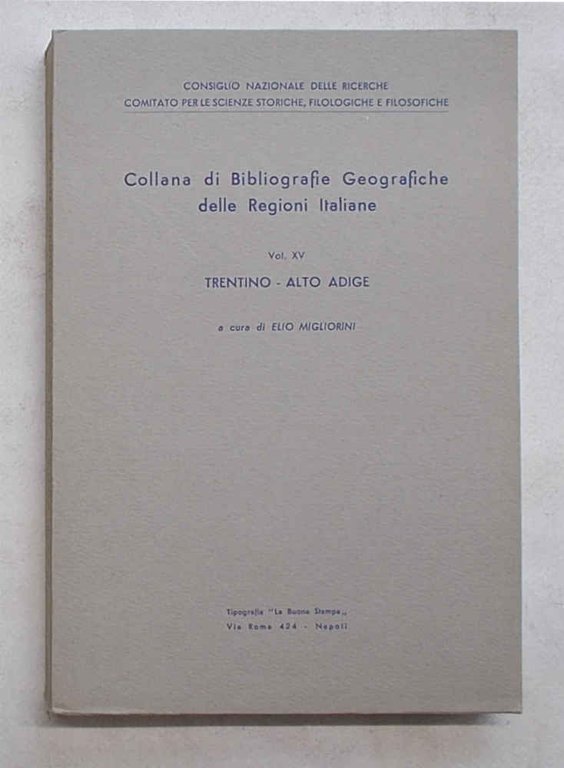 CONSIGLIO NAZIONALE DELLE RICERCHE
COMITATO PER LE SCIENZE STORICHE, FILOLOGICHE E FILOSOFICHE
Collana di Bibliografie Geografiche
delle Regioni Italiane
Vol. XV
TRENTINO - ALTO ADIGE
a cura di ELIO MIGLIORINI
Tipografia "La Buona Stampa,,
Via Roma 424 - Napoli